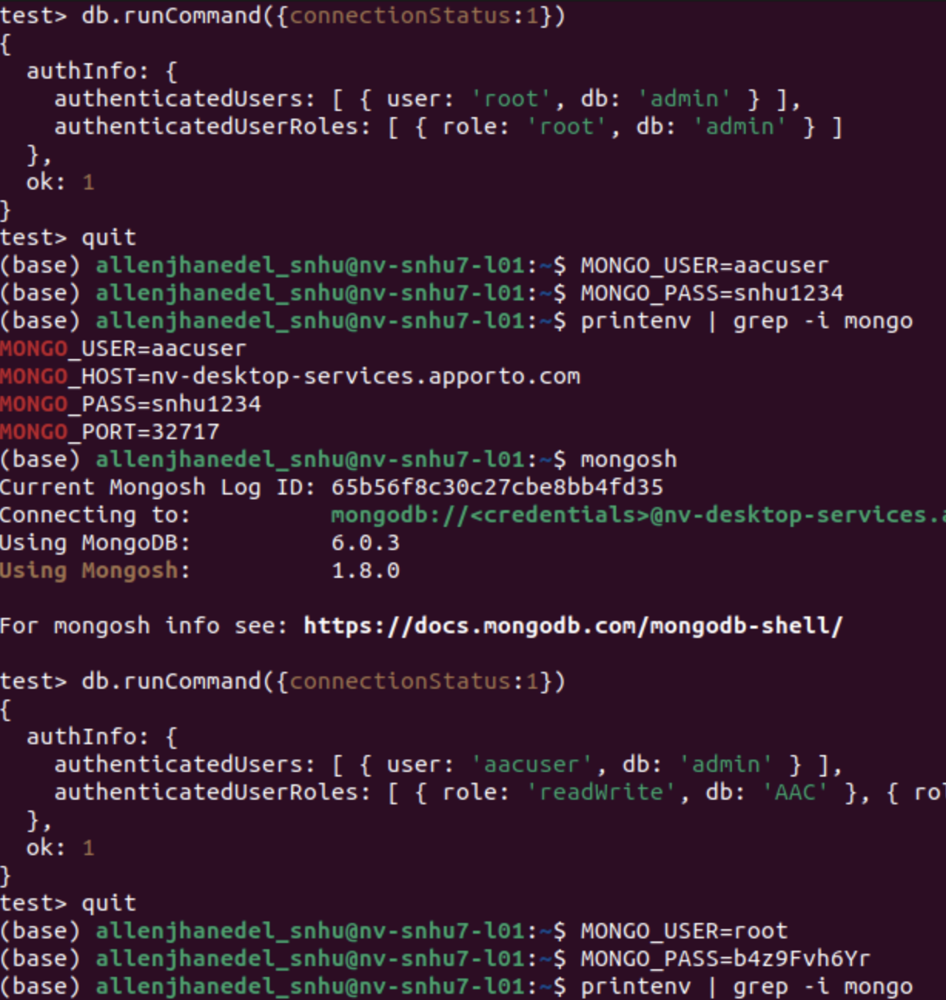 test> db.runCommand({connectionStatus:1})
{
  authInfo: {
    authenticatedUsers: [ { user: 'root', db: 'admin' } ],
    authenticatedUserRoles: [ { role: 'root', db: 'admin' } ]
  },
  ok: 1
}
test> quit
(base) allenjhanedel_snhu@nv-snhu7-l01:~$ MONGO_USER=aacuser
(base) allenjhanedel_snhu@nv-snhu7-l01:~$ MONGO_PASS=snhu1234
(base) allenjhanedel_snhu@nv-snhu7-l01:~$ printenv | grep -i mongo
MONGO_USER=aacuser
MONGO_HOST=nv-desktop-services.apporto.com
MONGO_PASS=snhu1234
MONGO_PORT=32717
(base) allenjhanedel_snhu@nv-snhu7-l01:~$ mongosh
Current Mongosh Log ID: 65b56f8c30c27cbe8bb4fd35
Connecting to:          mongodb://<credentials>@nv-desktop-services.
Using MongoDB:          6.0.3
Using Mongosh:          1.8.0

For mongosh info see: https://docs.mongodb.com/mongodb-shell/

test> db.runCommand({connectionStatus:1})
{
  authInfo: {
    authenticatedUsers: [ { user: 'aacuser', db: 'admin' } ],
    authenticatedUserRoles: [ { role: 'readWrite', db: 'AAC' }, {
  },
  ok: 1
}
test> quit
(base) allenjhanedel_snhu@nv-snhu7-l01:~$ MONGO_USER=root
(base) allenjhanedel_snhu@nv-snhu7-l01:~$ MONGO_PASS=b4z9Fvh6Yr
(base) allenjhanedel_snhu@nv-snhu7-l01:~$ printenv | grep -i mongo